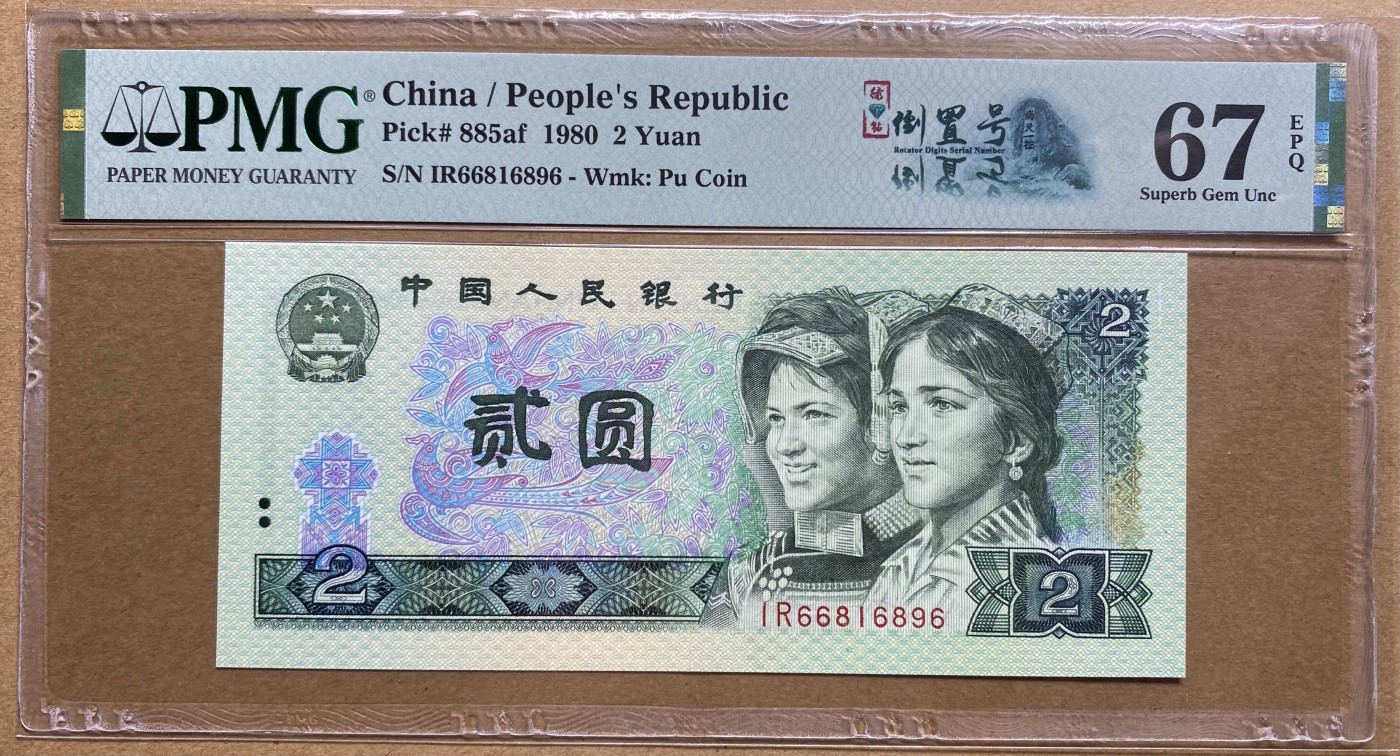 PMG®
PAPER MONEY GUARANTY
China / People's Republic
Pick# 885af 1980 2 Yuan
S/N IR66816896 - Wmk: Pu Coin
倒置号
Rotator Digits Serial Number
67
EPQ
Superb Gem Unc
中国人民银行
2
贰圆
2
2
IR66816896